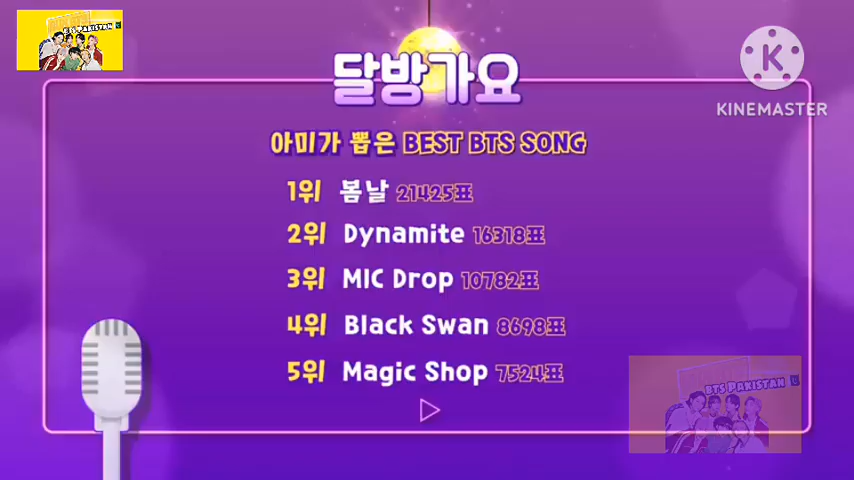 BTS PAKISTAN
K
KINEMASTER
달방가요
아미가 뽑은 BEST BTS SONG
1위 봄날 21425표
2위 Dynamite 16318표
3위 MIC Drop 10782표
4위 Black Swan 8698표
5위 Magic Shop 7524표
BTS PAKISTAN